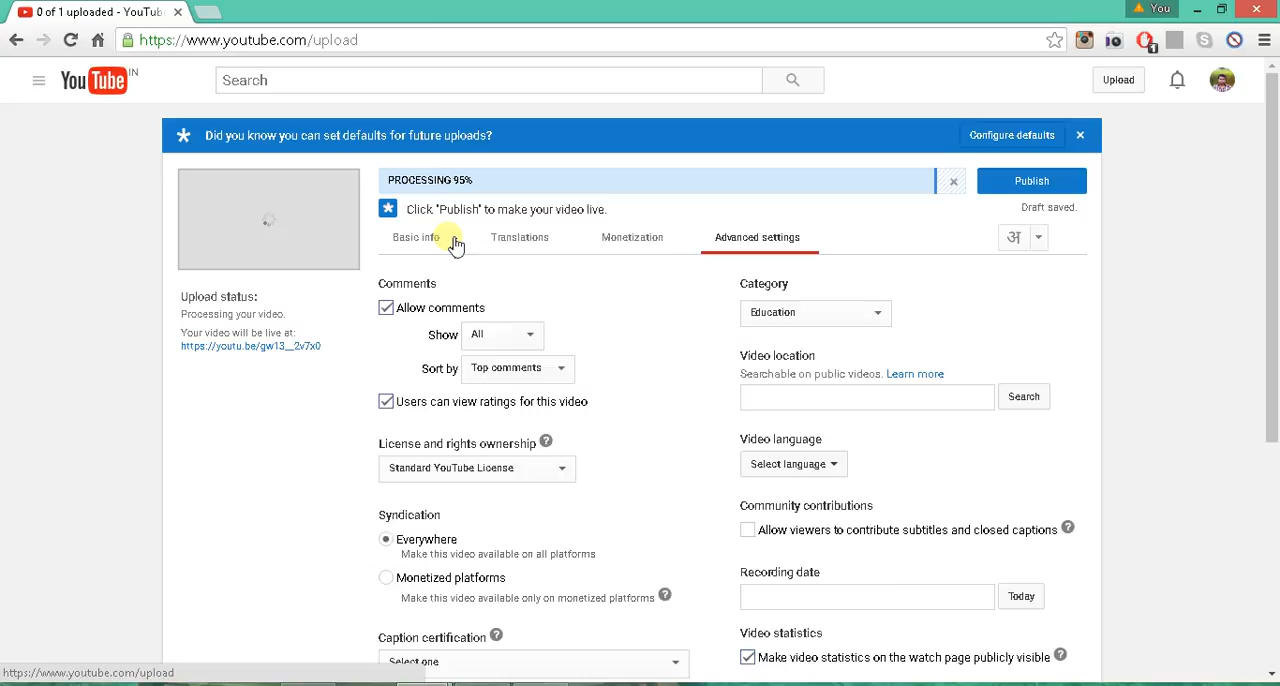 0 of 1 uploaded - YouTub
You
https://www.youtube.com/upload
1
YouTube IN
Search
Upload
Did you know you can set defaults for future uploads?
Configure defaults
PROCESSING 95%
Publish
Click "Publish" to make your video live.
Draft saved.
Basic info
Translations
Monetization
Advanced settings
अ
Upload status:
Processing your video.
Your video will be live at:
https://youtu.be/gw13__2v7x0
Comments
Allow comments
Show All
Sort by Top comments
Users can view ratings for this video
License and rights ownership ?
Standard YouTube License
Syndication
Everywhere
Make this video available on all platforms
Monetized platforms
Make this video available only on monetized platforms ?
Caption certification ?
Select one
Category
Education
Video location
Searchable on public videos. Learn more
Search
Video language
Select language
Community contributions
Allow viewers to contribute subtitles and closed captions ?
Recording date
Today
Video statistics
Make video statistics on the watch page publicly visible ?
https://www.youtube.com/upload